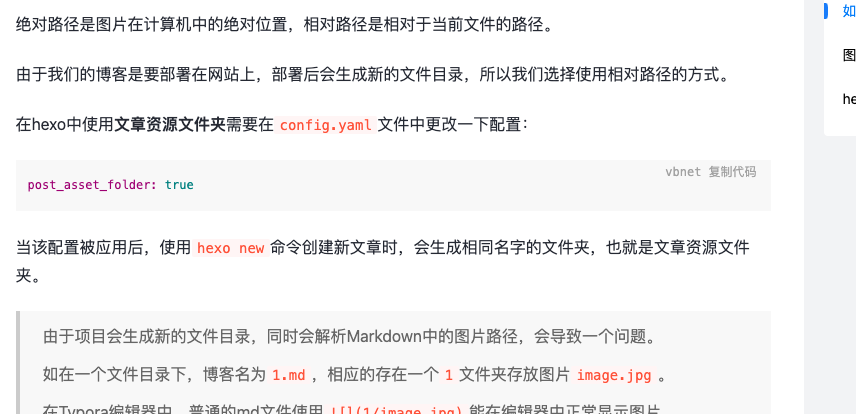 绝对路径是图片在计算机中的绝对位置，相对路径是相对于当前文件的路径。
由于我们的博客是要部署在网站上，部署后会生成新的文件目录，所以我们选择使用相对路径的方式。
在hexo中使用文章资源文件夹需要在 config.yaml 文件中更改一下配置：
vbnet 复制代码
post_asset_folder: true
当该配置被应用后，使用 hexo new 命令创建新文章时，会生成相同名字的文件夹，也就是文章资源文件
夹。
由于项目会生成新的文件目录，同时会解析Markdown中的图片路径，会导致一个问题。
如在一个文件目录下，博客名为 1.md ，相应的存在一个 1 文件夹存放图片 image.jpg 。
在Typora编辑器中，普通的md文件使用 ![](1/image.jpg) 能在编辑器中正常显示图片
如
图
he